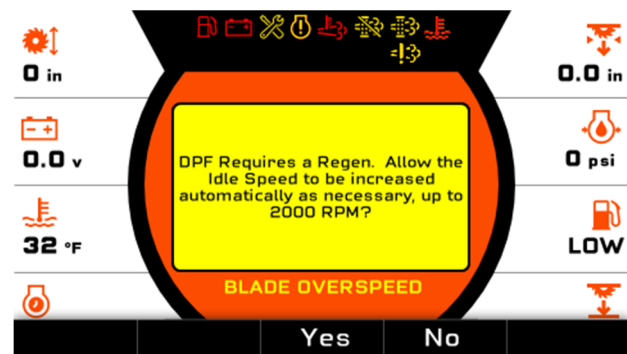 0 in
0.0 in
0.0 v
0 psi
32 °F
LOW
DPF Requires a Regen. Allow the
Idle Speed to be increased
automatically as necessary, up to
2000 RPM?
BLADE OVERSPEED
Yes No